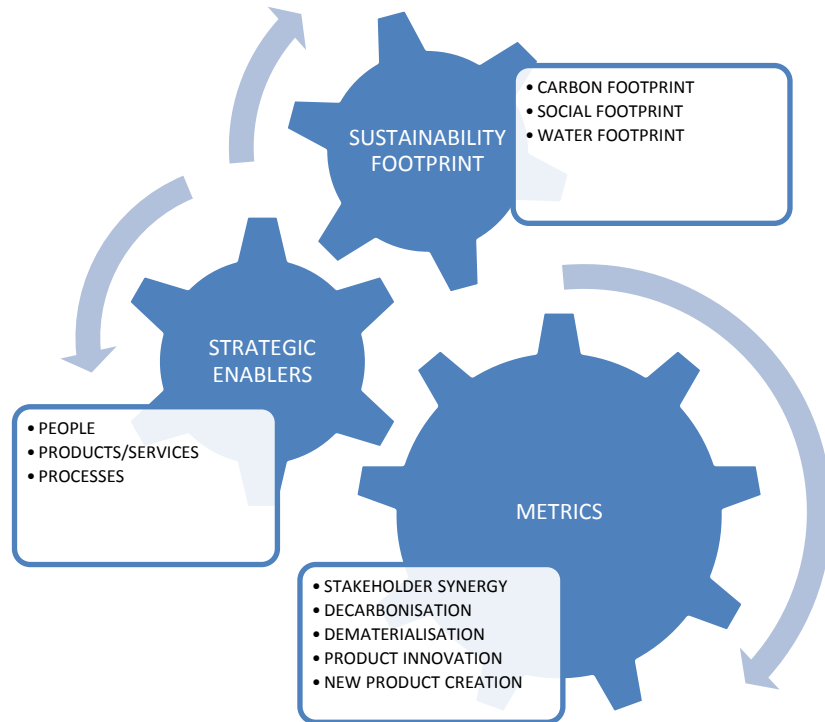 SUSTAINABILITY
FOOTPRINT
• CARBON FOOTPRINT
• SOCIAL FOOTPRINT
• WATER FOOTPRINT
STRATEGIC
ENABLERS
• PEOPLE
• PRODUCTS/SERVICES
• PROCESSES
METRICS
• STAKEHOLDER SYNERGY
• DECARBONISATION
• DEMATERIALISATION
• PRODUCT INNOVATION
• NEW PRODUCT CREATION